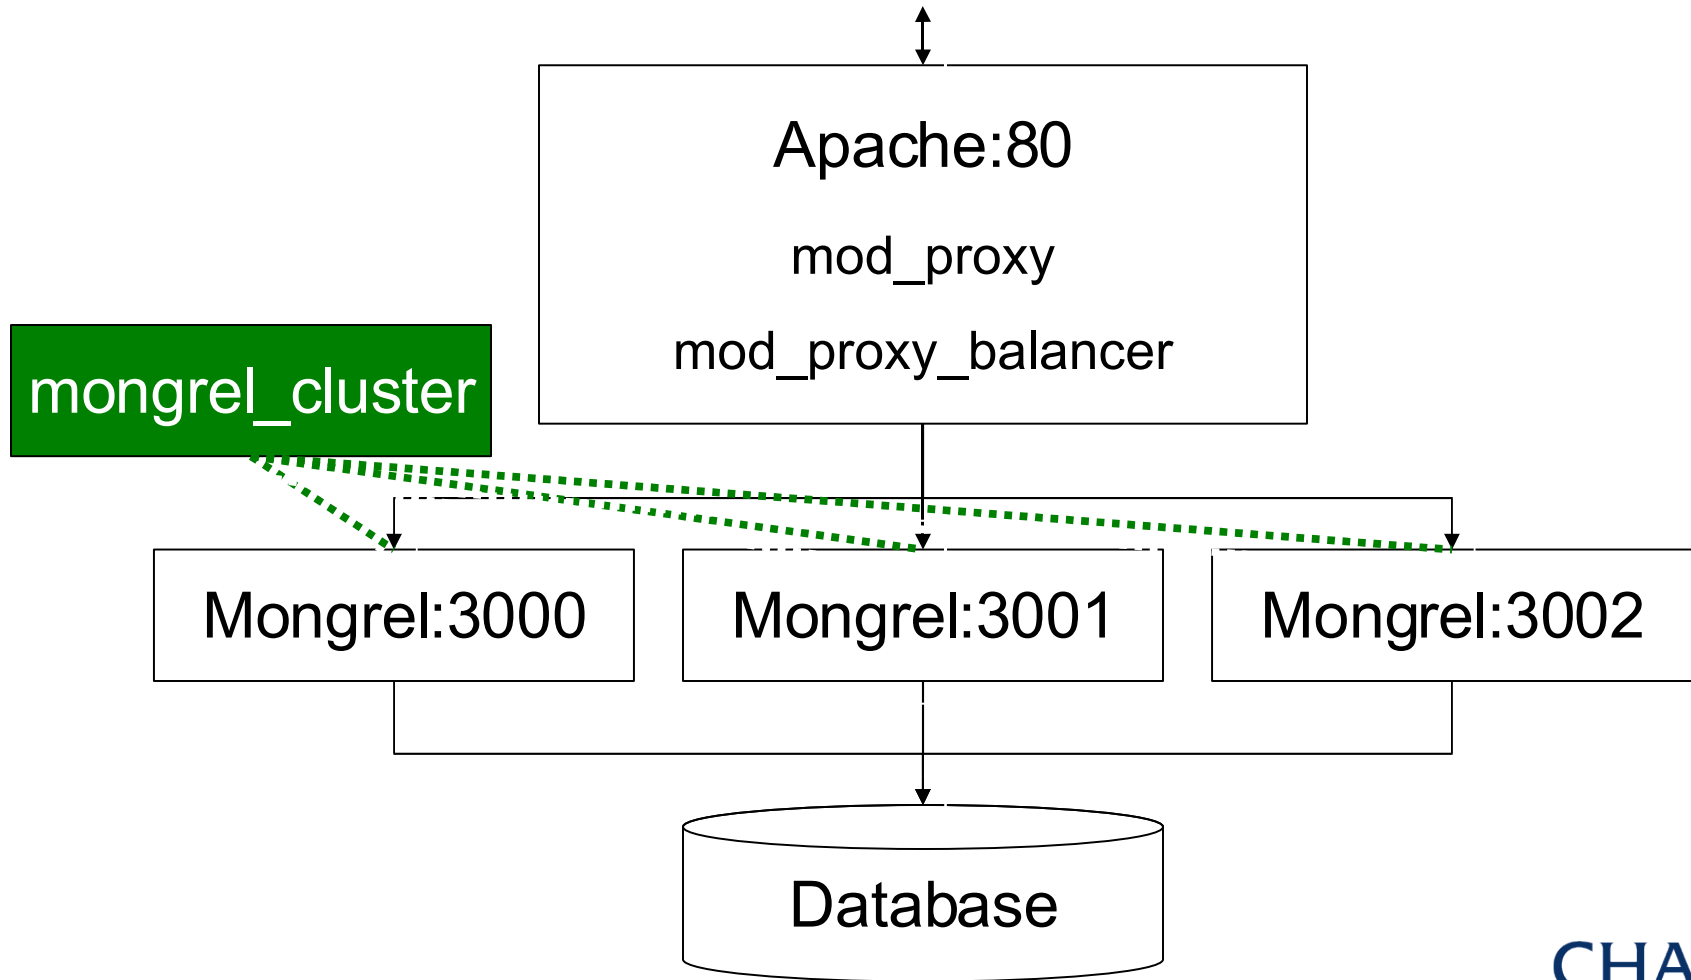 Apache:80
mod_proxy
mod_proxy_balancer
mongrel_cluster
Mongrel:3000
Mongrel:3001
Mongrel:3002
Database